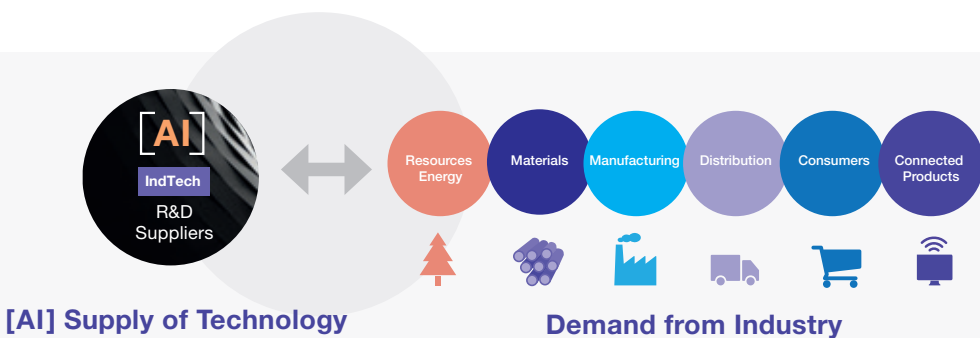 [AI]
IndTech
R&D
Suppliers
Resources
Energy
Materials
Manufacturing
Distribution
Consumers
Connected
Products
[AI] Supply of Technology
Demand from Industry